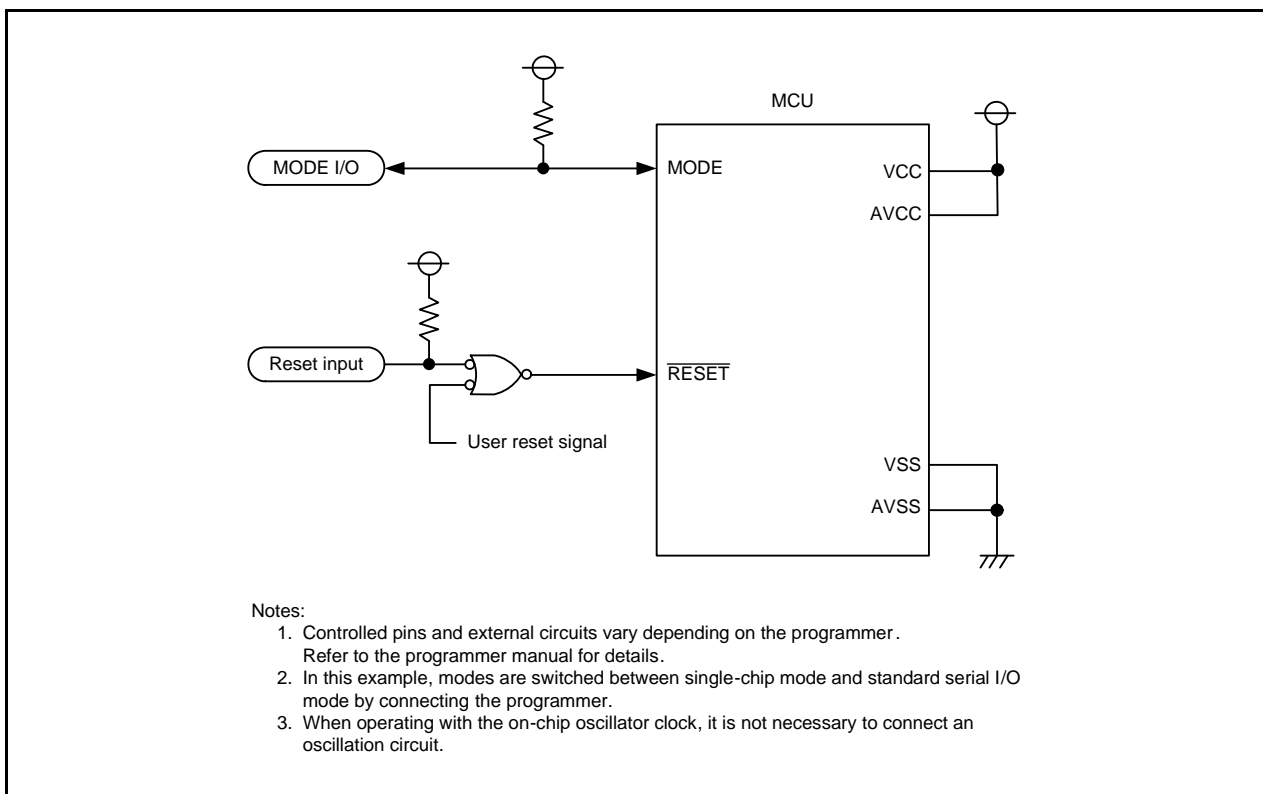 MCU
MODE I/O
MODE
VCC
AVCC
Reset input
RESET
User reset signal
VSS
AVSS
Notes:
1. Controlled pins and external circuits vary depending on the programmer.
Refer to the programmer manual for details.
2. In this example, modes are switched between single-chip mode and standard serial I/O
mode by connecting the programmer.
3. When operating with the on-chip oscillator clock, it is not necessary to connect an
oscillation circuit.